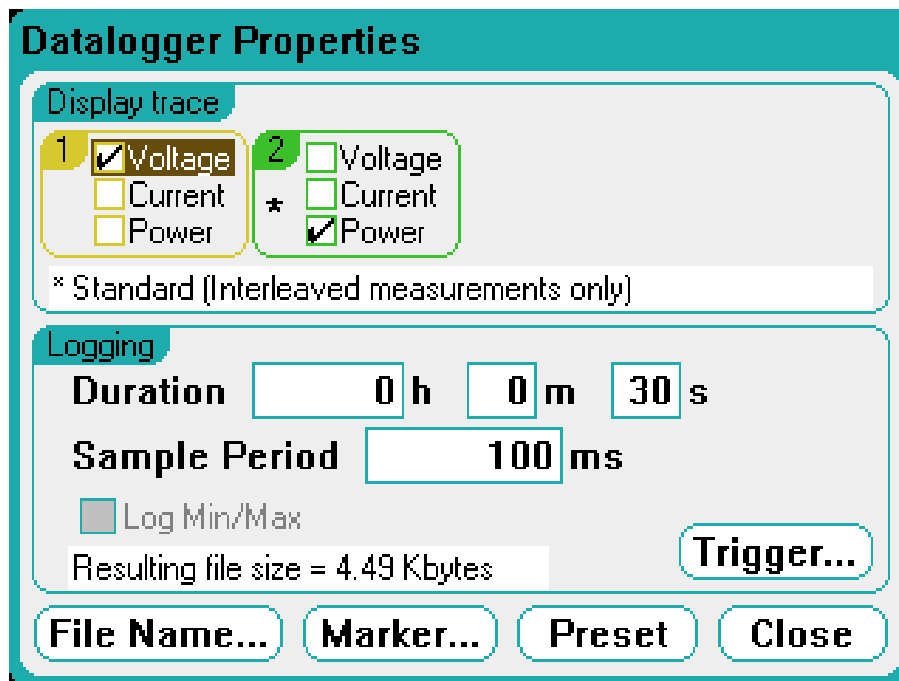 Datalogger Properties
Display trace
1 Voltage 2 Voltage
Current * Current
Power Power
* Standard (Interleaved measurements only)
Logging
Duration 0 h 0 m 30 s
Sample Period 100 ms
Log Min/Max
Resulting file size = 4.49 Kbytes
Trigger...
File Name... Marker... Preset Close